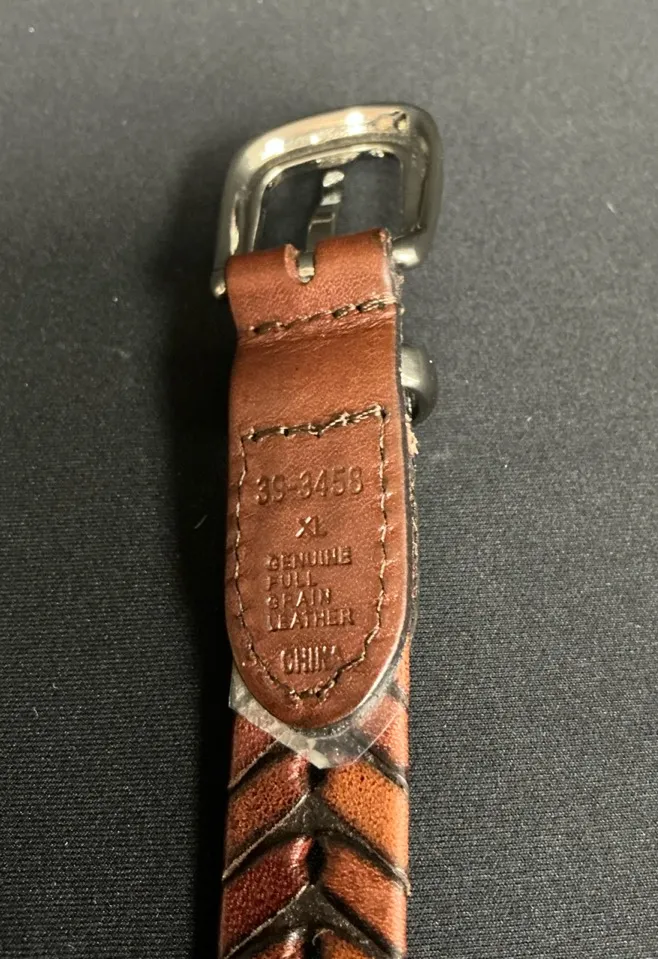 39-3458
XL
GENUINE
FULL
GRAIN
LEATHER
CHINA